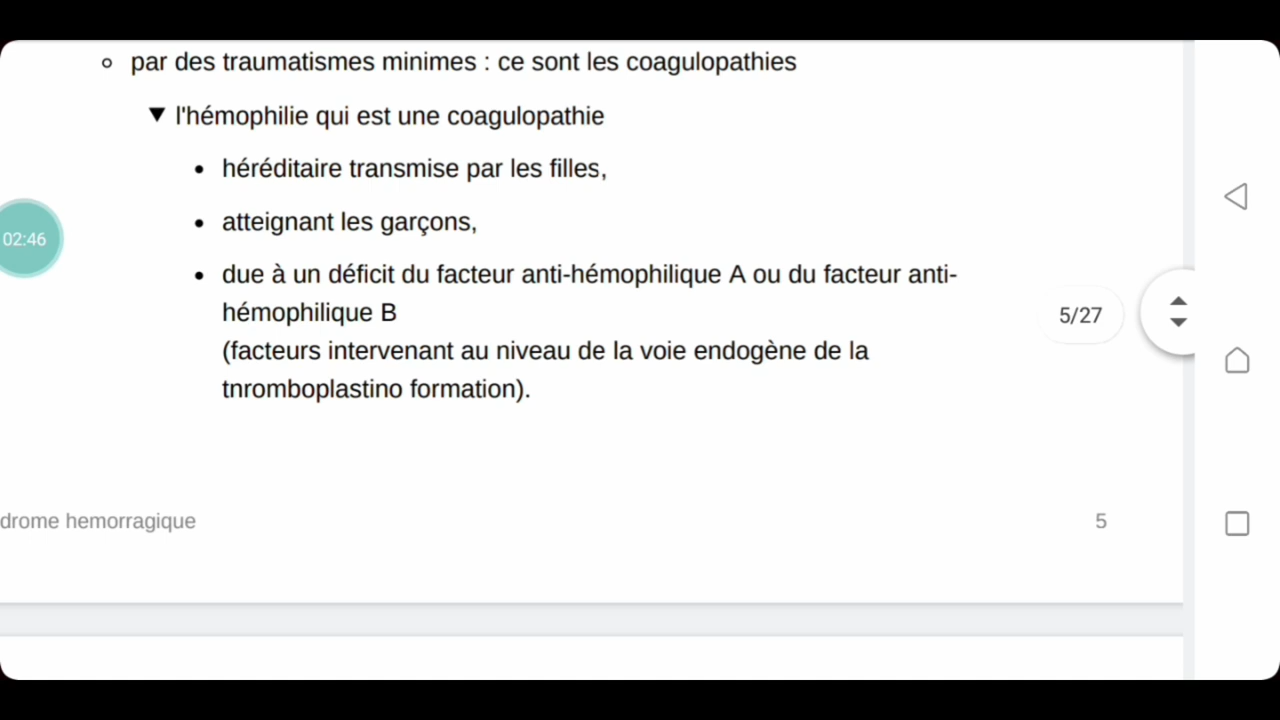 par des traumatismes minimes : ce sont les coagulopathies
l'hémophilie qui est une coagulopathie
héréditaire transmise par les filles,
atteignant les garçons,
02:46
due à un déficit du facteur anti-hémophilique A ou du facteur anti-
hémophilique B
5/27
(facteurs intervenant au niveau de la voie endogène de la
tnromboplastino formation).
drome hemorragique
5